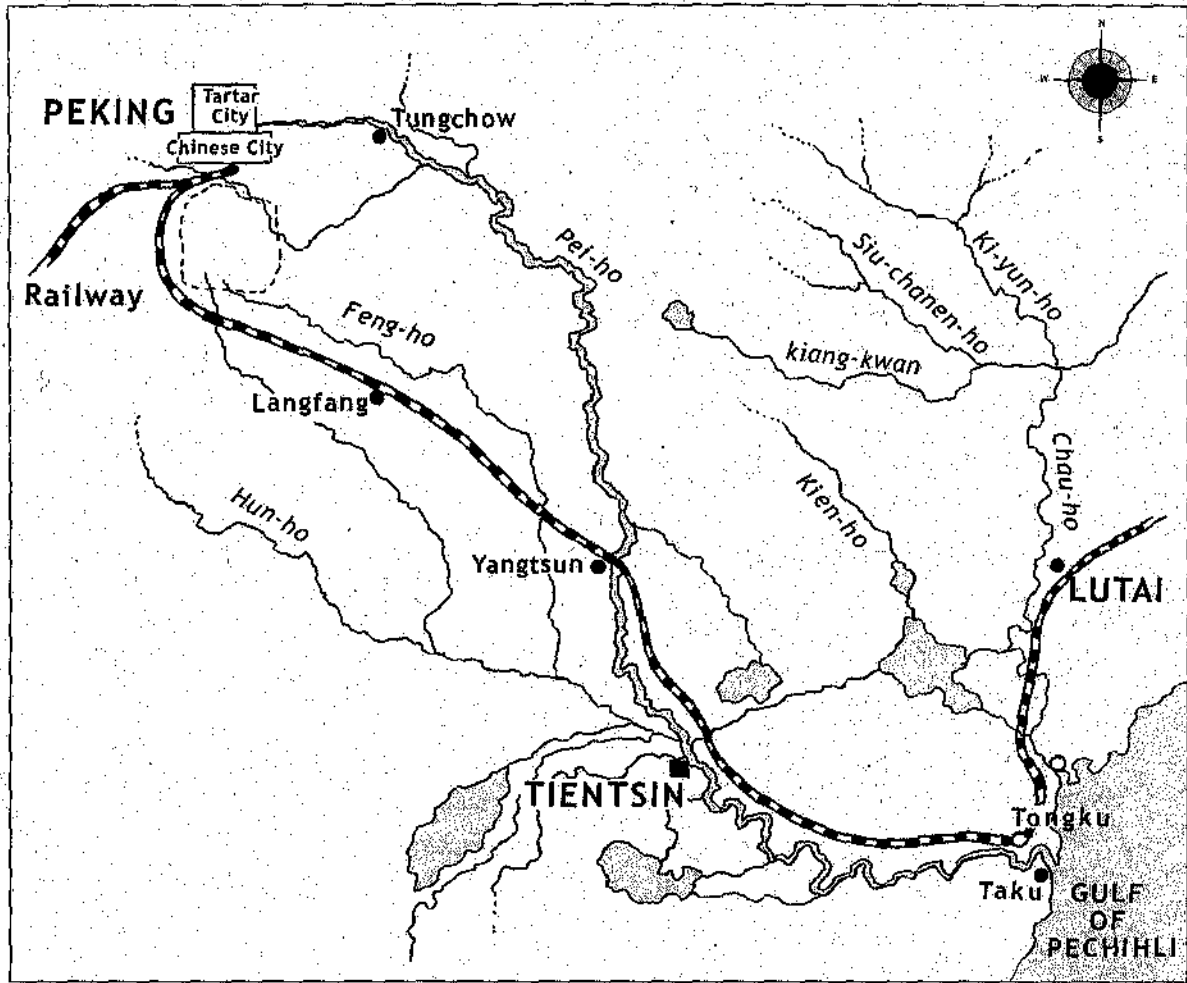 N
W
E
S
PEKING
Tartar
City
Chinese City
Tungchow
Railway
Pei-ho
Feng-ho
Siu-chanen-ho
Ki-yun-ho
kiang-kwan
Langfang
Hun-ho
Kien-ho
Chau-ho
Yangtsun
LUTAI
TIENTSIN
Tongku
Taku
GULF
OF
PECHIHLI